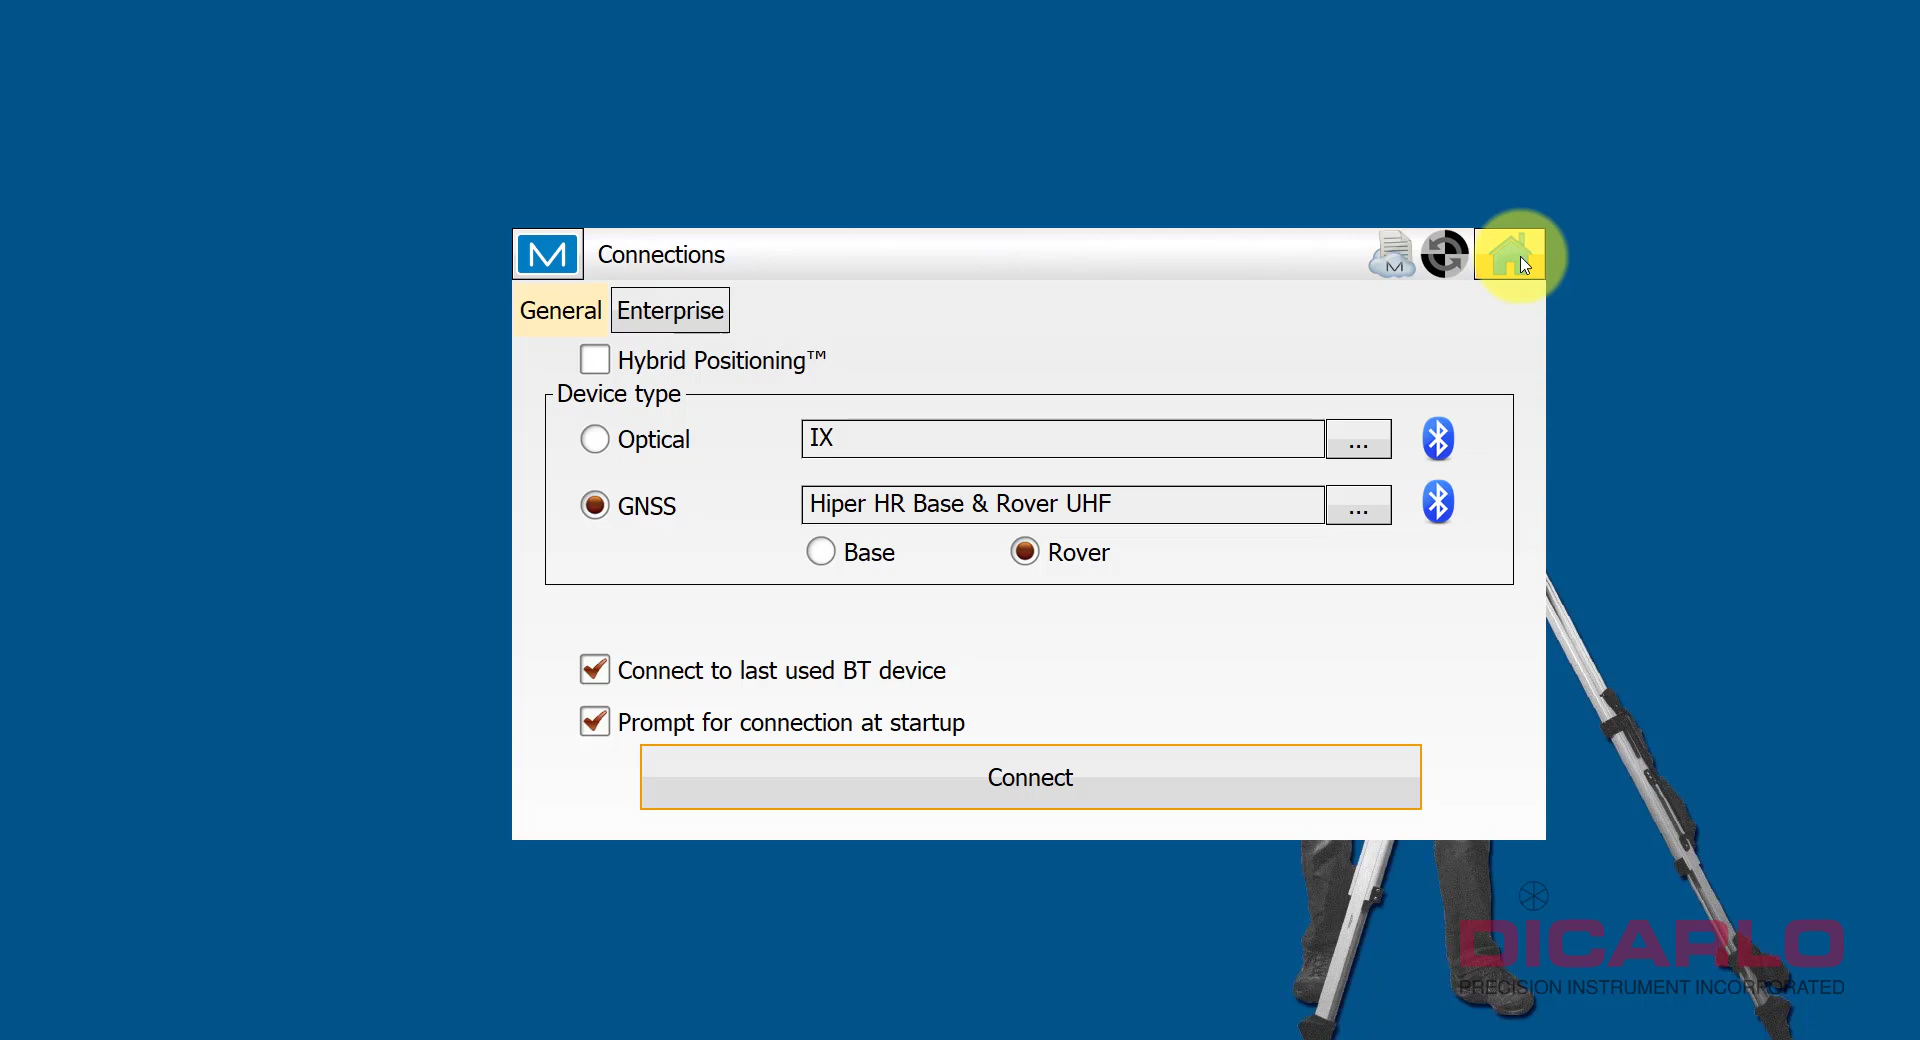 M Connections M
General Enterprise
Hybrid Positioning™
Device type
Optical IX ...
GNSS Hiper HR Base & Rover UHF ...
Base Rover
Connect to last used BT device
Prompt for connection at startup
Connect
DICARLO
PRECISION INSTRUMENT INCORPORATED